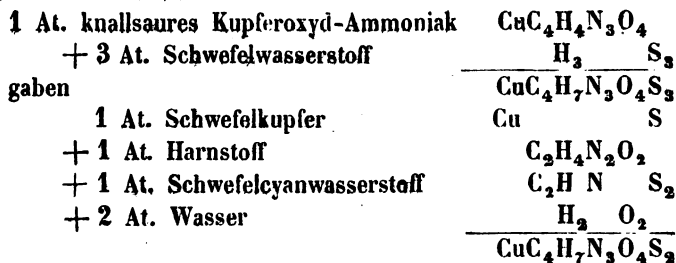 1 At. knallsaures Kupferoxyd-Ammoniak CuC₄H₄N₃O₄
+ 3 At. Schwefelwasserstoff H₃ S₃
gaben CuC₄H₇N₃O₄S₃
1 At. Schwefelkupfer Cu S
+ 1 At. Harnstoff C₂H₄N₂O₂
+ 1 At. Schwefelcyanwasserstoff C₂H N S₂
+ 2 At. Wasser H₂ O₂
CuC₄H₇N₃O₄S₃